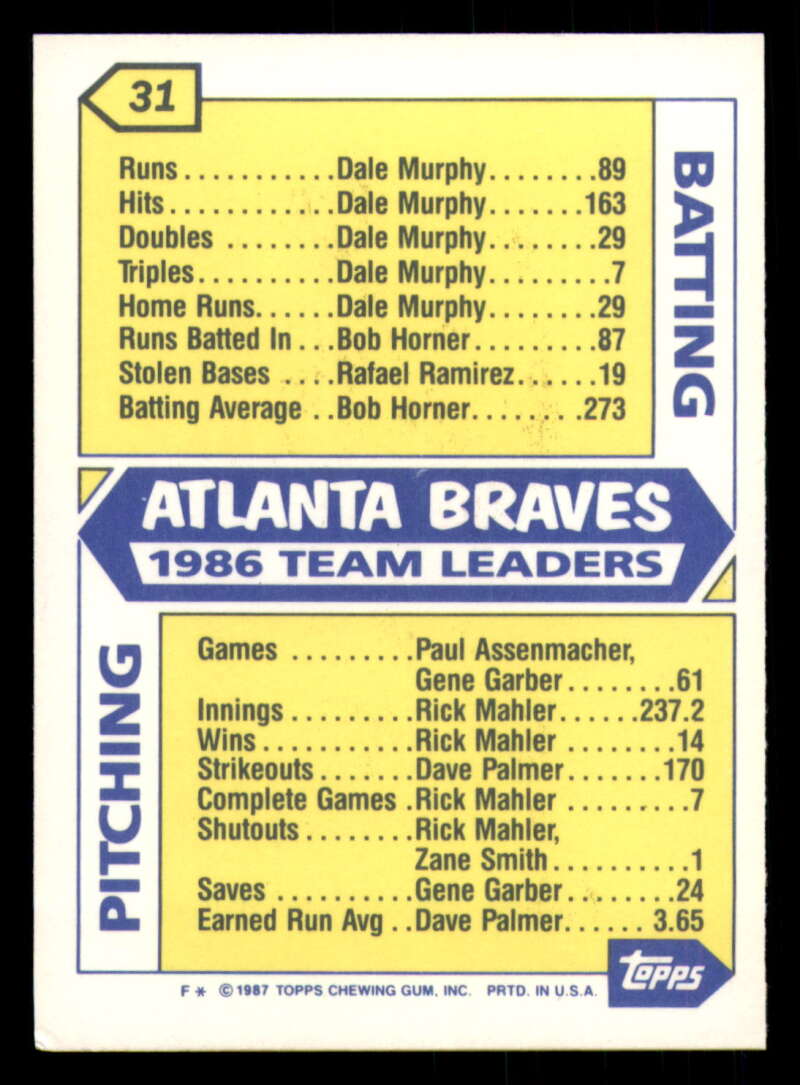 31
Runs...........Dale Murphy........89
Hits............Dale Murphy.......163
Doubles ........Dale Murphy........29
Triples..........Dale Murphy.........7
Home Runs......Dale Murphy........29
Runs Batted In ...Bob Horner.........87
Stolen Bases ....Rafael Ramirez......19
Batting Average ..Bob Horner........273
BATTING
ATLANTA BRAVES
1986 TEAM LEADERS
PITCHING
Games .........Paul Assenmacher,
Gene Garber........61
Innings .........Rick Mahler......237.2
Wins...........Rick Mahler ........14
Strikeouts.......Dave Palmer.......170
Complete Games .Rick Mahler .........7
Shutouts ........Rick Mahler,
Zane Smith..........1
Saves ..........Gene Garber........24
Earned Run Avg ..Dave Palmer...... 3.65
topps
F * © 1987 TOPPS CHEWING GUM, INC. PRTD. IN U.S.A.